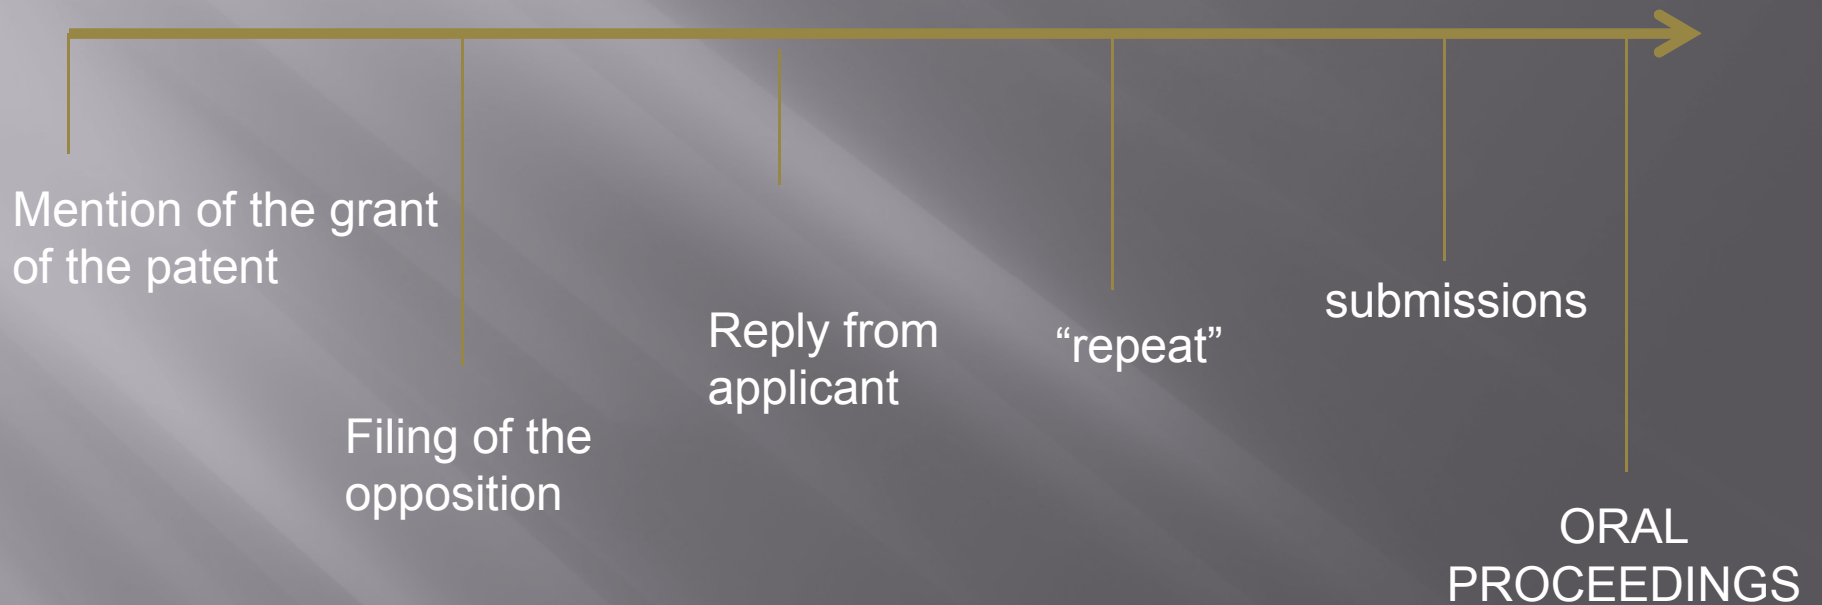 Mention of the grant
of the patent
Filing of the
opposition
Reply from
applicant
“repeat”
submissions
ORAL
PROCEEDINGS